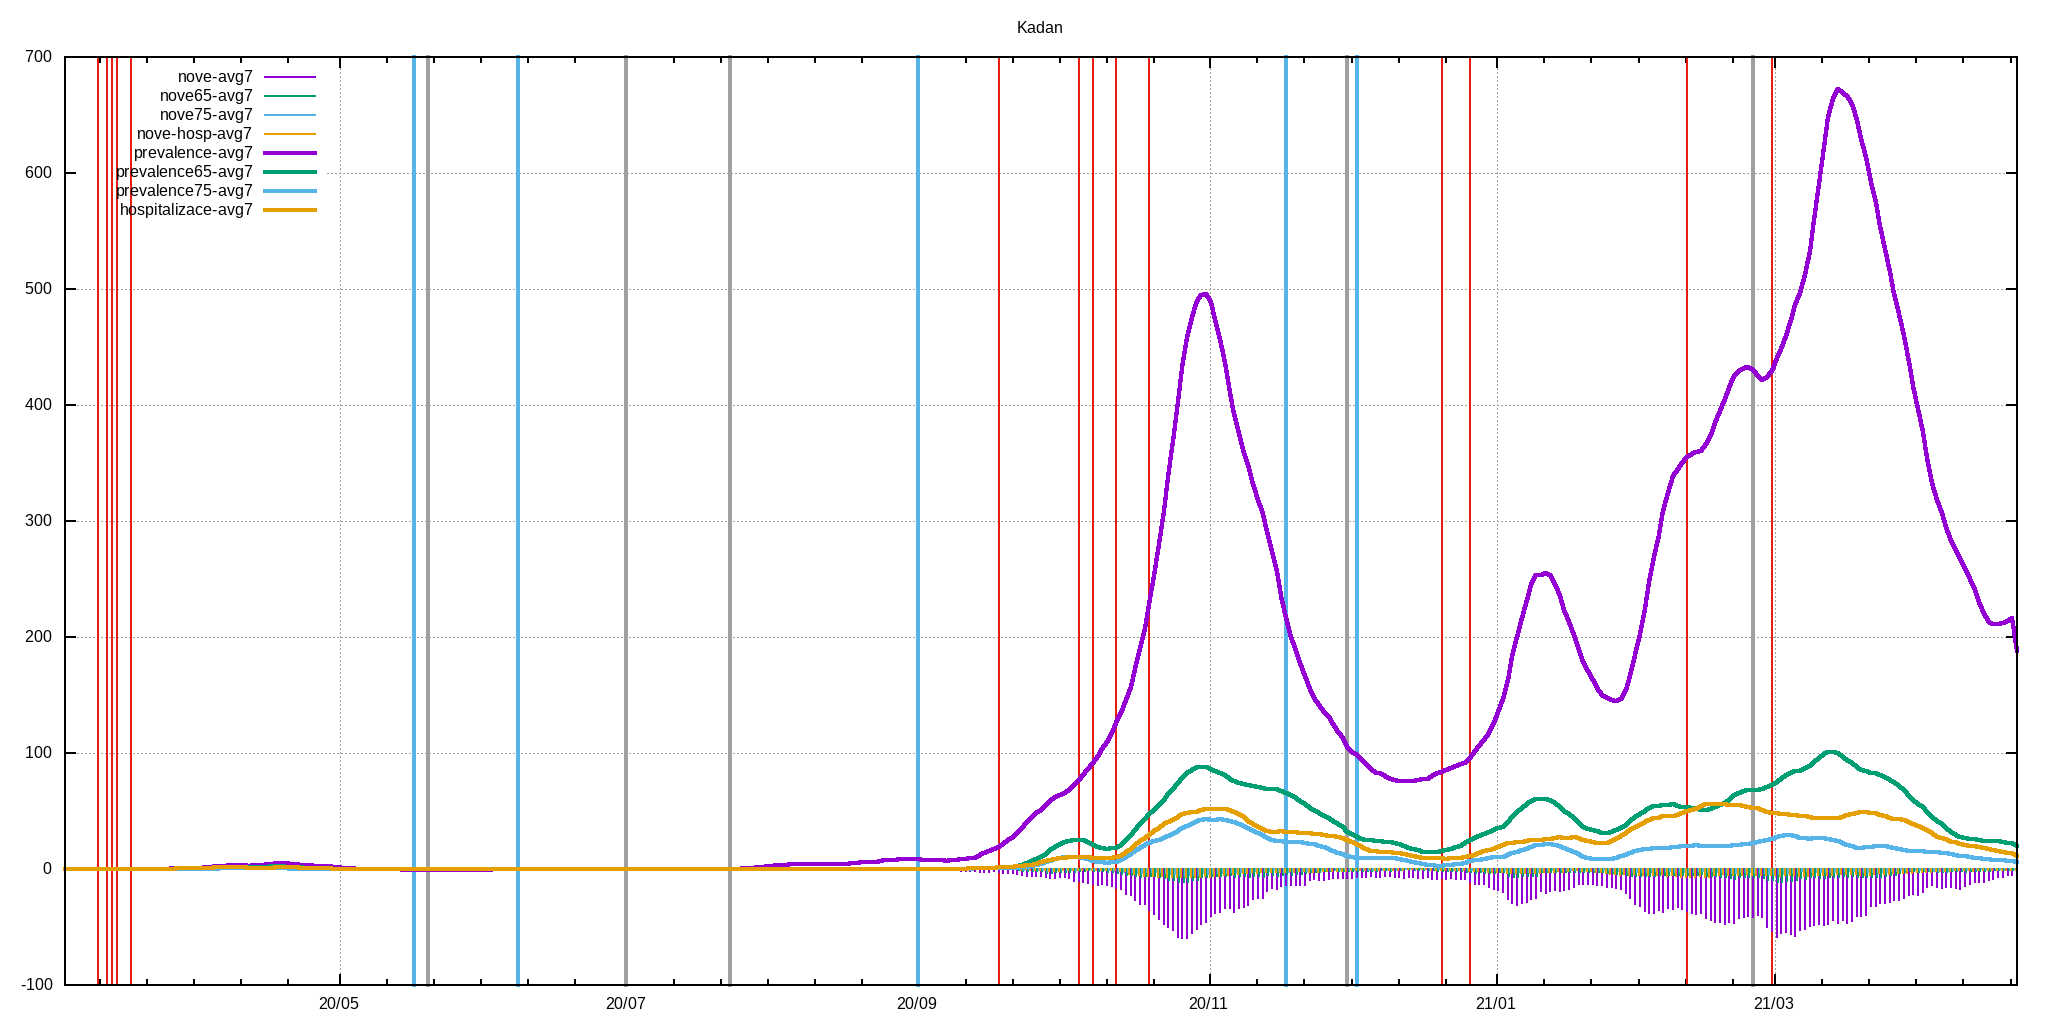 Kadan
700
600
500
400
300
200
100
0
-100
nove-avg7
nove65-avg7
nove75-avg7
nove-hosp-avg7
prevalence-avg7
prevalence65-avg7
prevalence75-avg7
hospitalizace-avg7
20/05 20/07 20/09 20/11 21/01 21/03